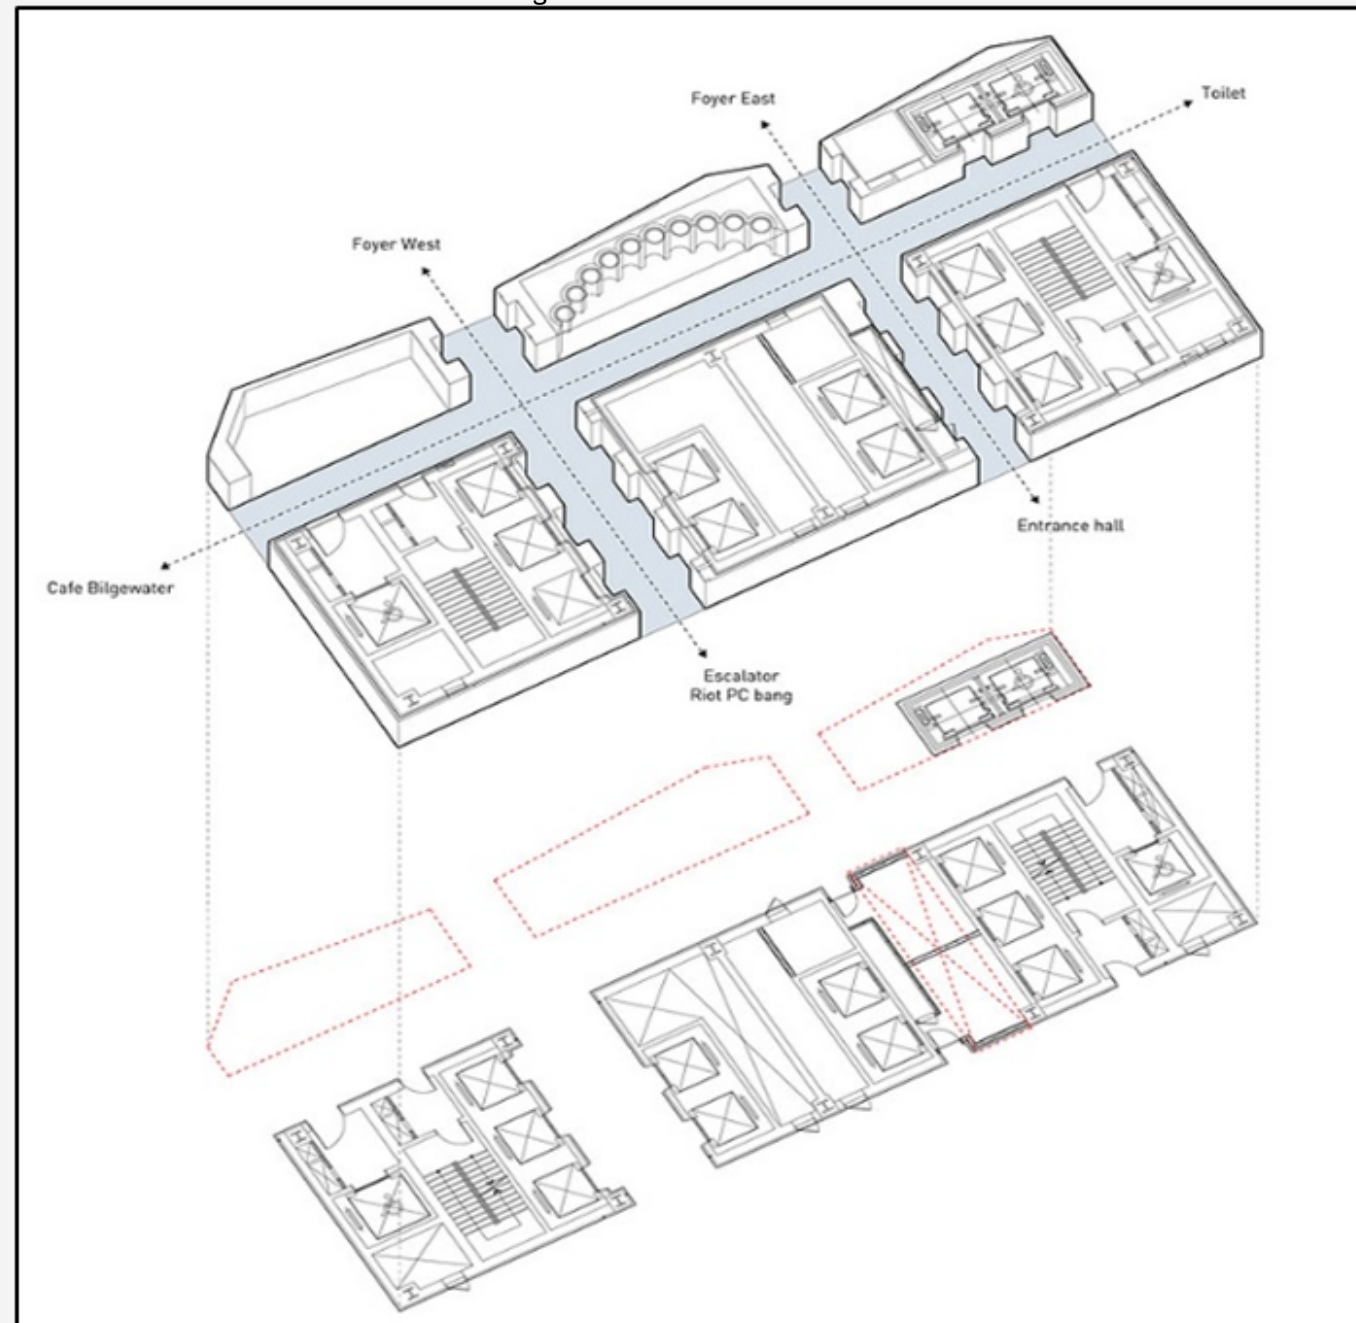 Foyer East
Toilet
Foyer West
Entrance hall
Cafe Bilgewater
Escalator
Riot PC bang